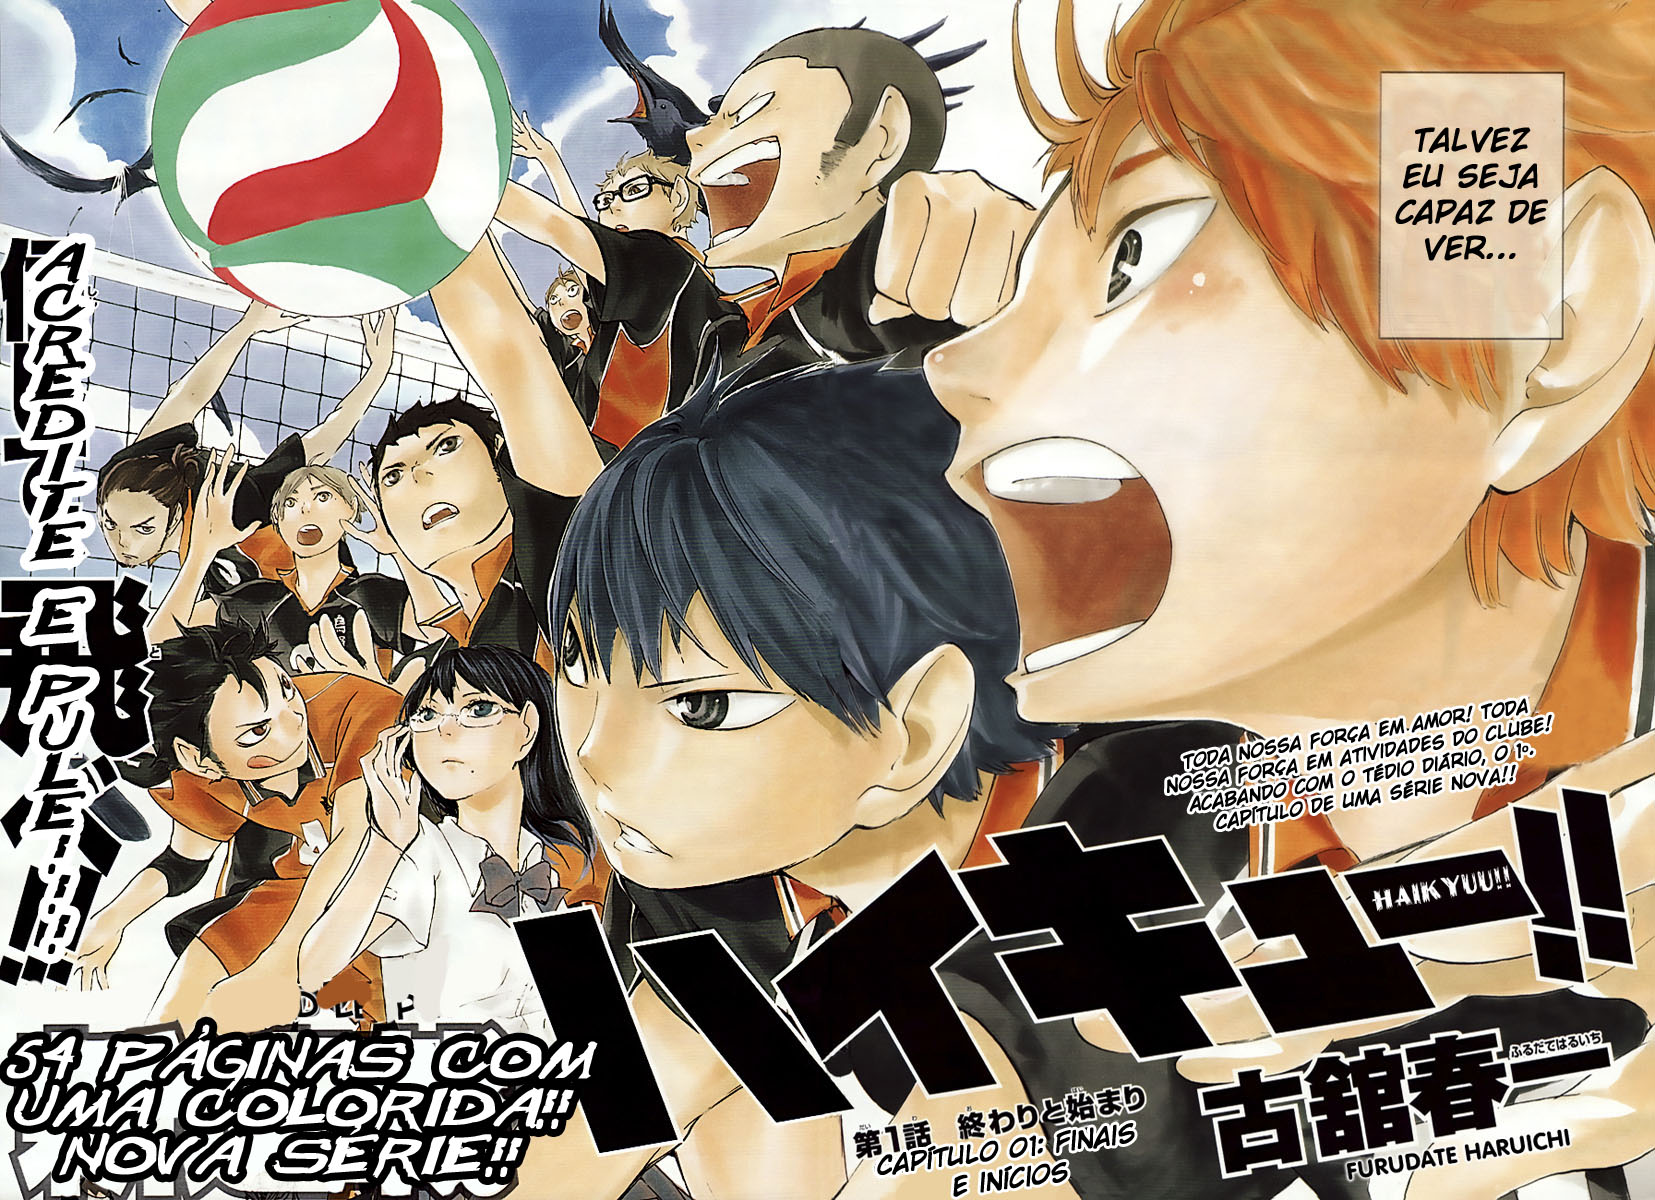 TALVEZ
EU SEJA
CAPAZ DE
VER...
ACREDITE E PULE!!!!!
TODA NOSSA FORÇA EM AMOR! TODA
NOSSA FORÇA EM ATIVIDADES DO CLUBE!
ACABANDO COM O TÉDIO DIÁRIO, O 1º.
CAPÍTULO DE UMA SÉRIE NOVA!!
ハイキュー!!
HAIKYUU!!
古舘春一
ふるだてはるいち
FURUDATE HARUICHI
第1話 終わりと始まり
CAPÍTULO 01: FINAIS
E INÍCIOS
54 PÁGINAS COM
UMA COLORIDA!!
NOVA SÉRIE!!